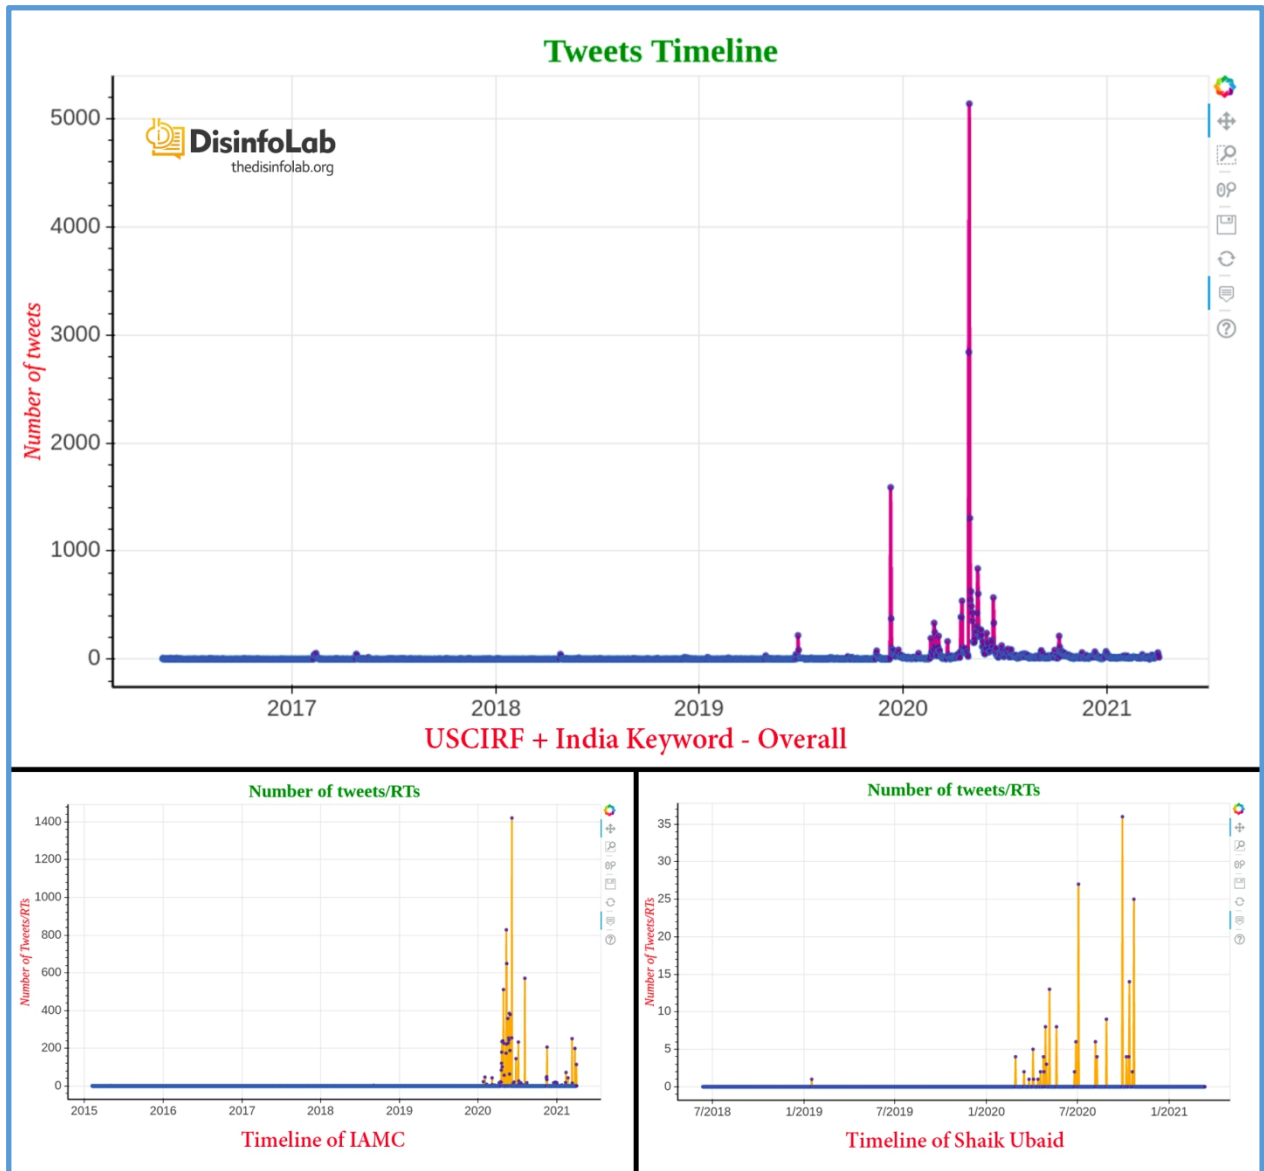 Tweets Timeline
DisinfoLab
thedisinfolab.org
Number of tweets
5000
4000
3000
2000
1000
0
2017 2018 2019 2020 2021
USCIRF + India Keyword - Overall
Number of tweets/RTs
Number of Tweets/RTs
1400
1200
1000
800
600
400
200
0
2015 2016 2017 2018 2019 2020 2021
Timeline of IAMC
Number of tweets/RTs
Number of Tweets/RTs
35
30
25
20
15
10
5
0
7/2018 1/2019 7/2019 1/2020 7/2020 1/2021
Timeline of Shaik Ubaid